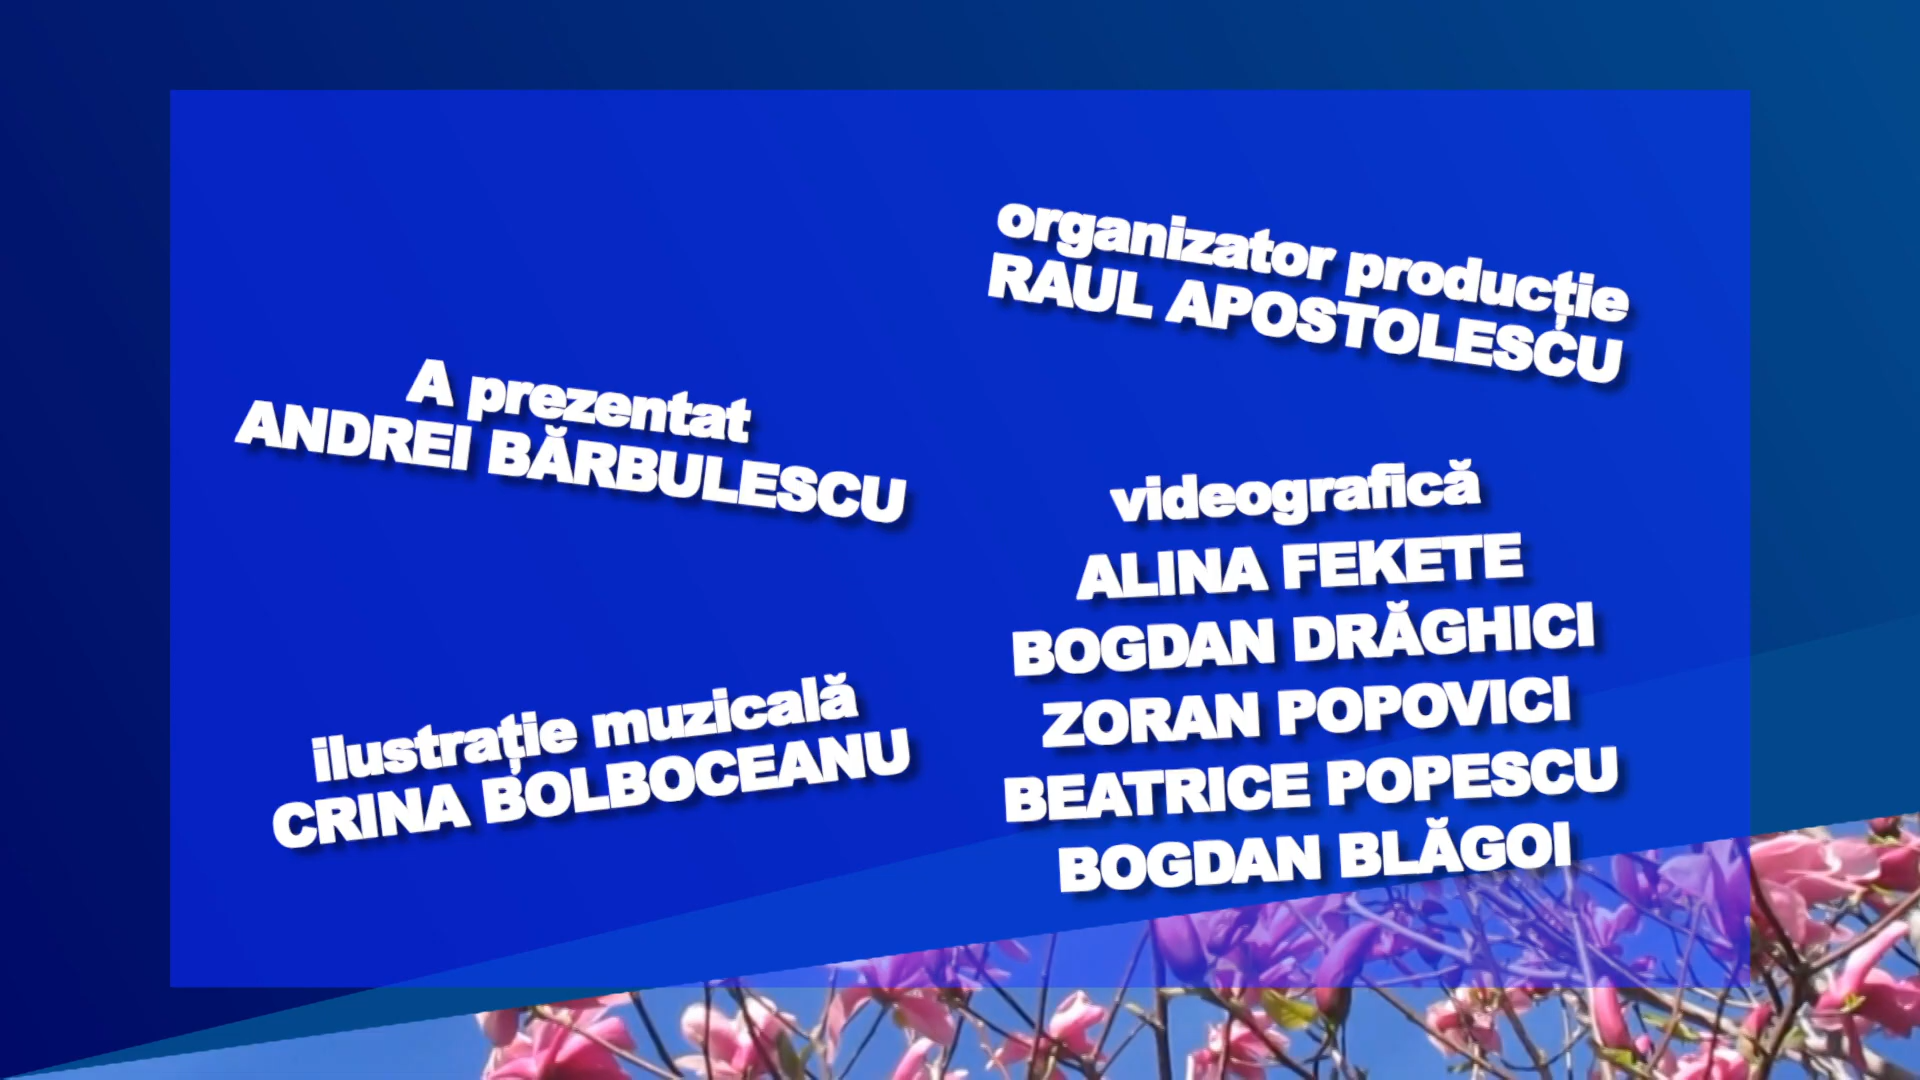 A prezentat
ANDREI BĂRBULESCU
ilustrație muzicală
CRINA BOLBOCEANU
organizator producție
RAUL APOSTOLESCU
videografică
ALINA FEKETE
BOGDAN DRĂGHICI
ZORAN POPOVICI
BEATRICE POPESCU
BOGDAN BLĂGOI